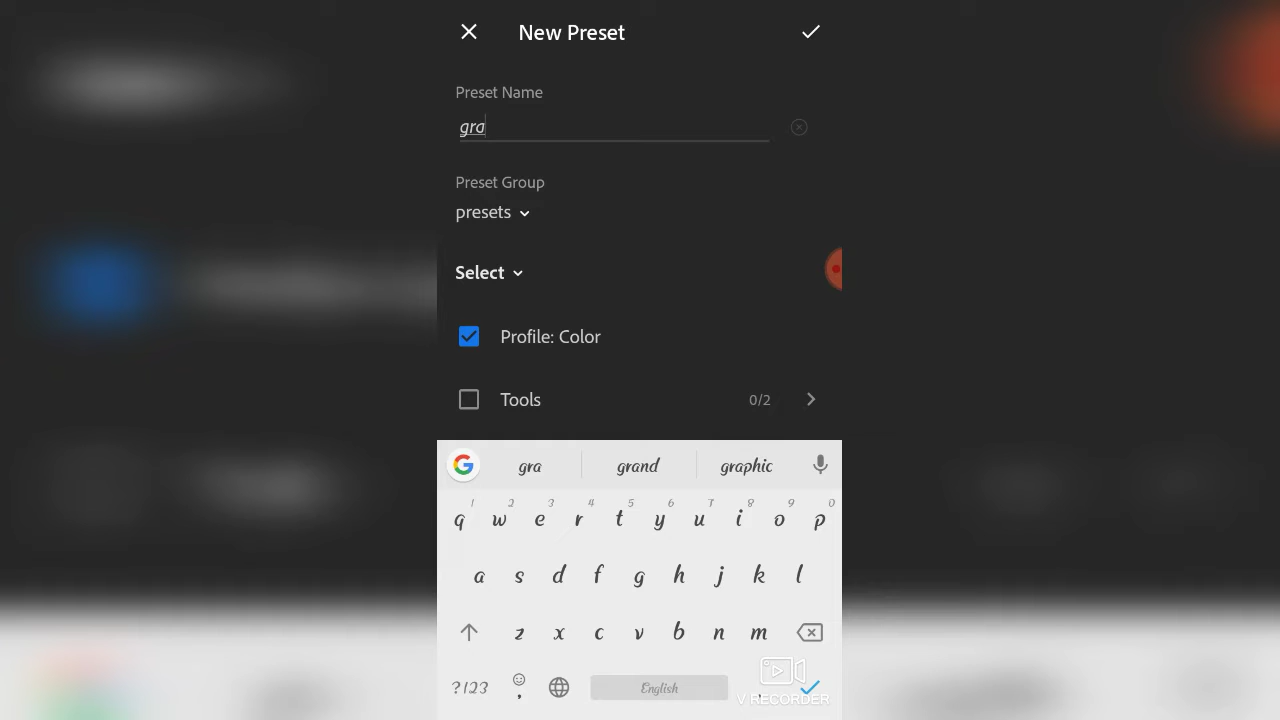 New Preset
Preset Name
gra
Preset Group
presets
Select
Profile: Color
Tools 0/2
gra grand graphic
1 2 3 4 5 6 7 8 9 0
q w e r t y u i o p
a s d f g h j k l
z x c v b n m
?123 , English .
V RECORDER